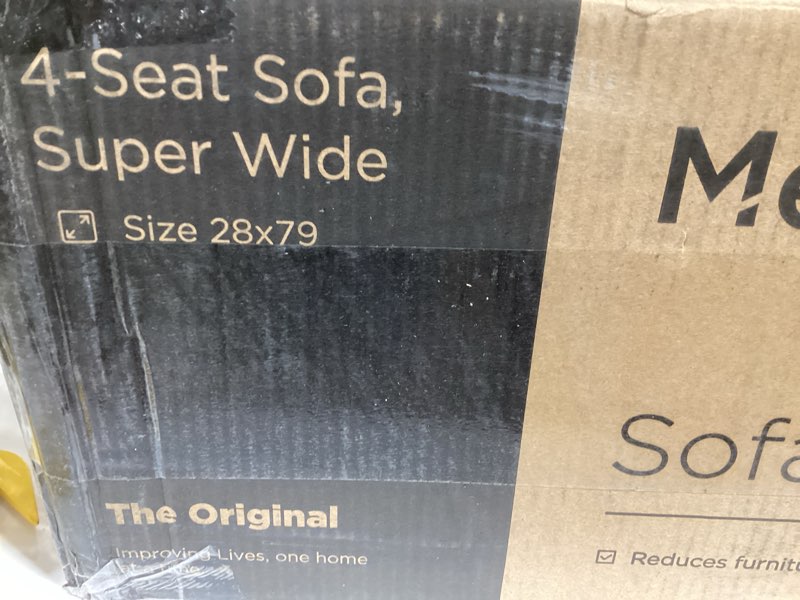 4-Seat Sofa,
Super Wide
Size 28x79
The Original
Improving Lives, one home
Me
Sofa
Reduces furnitu